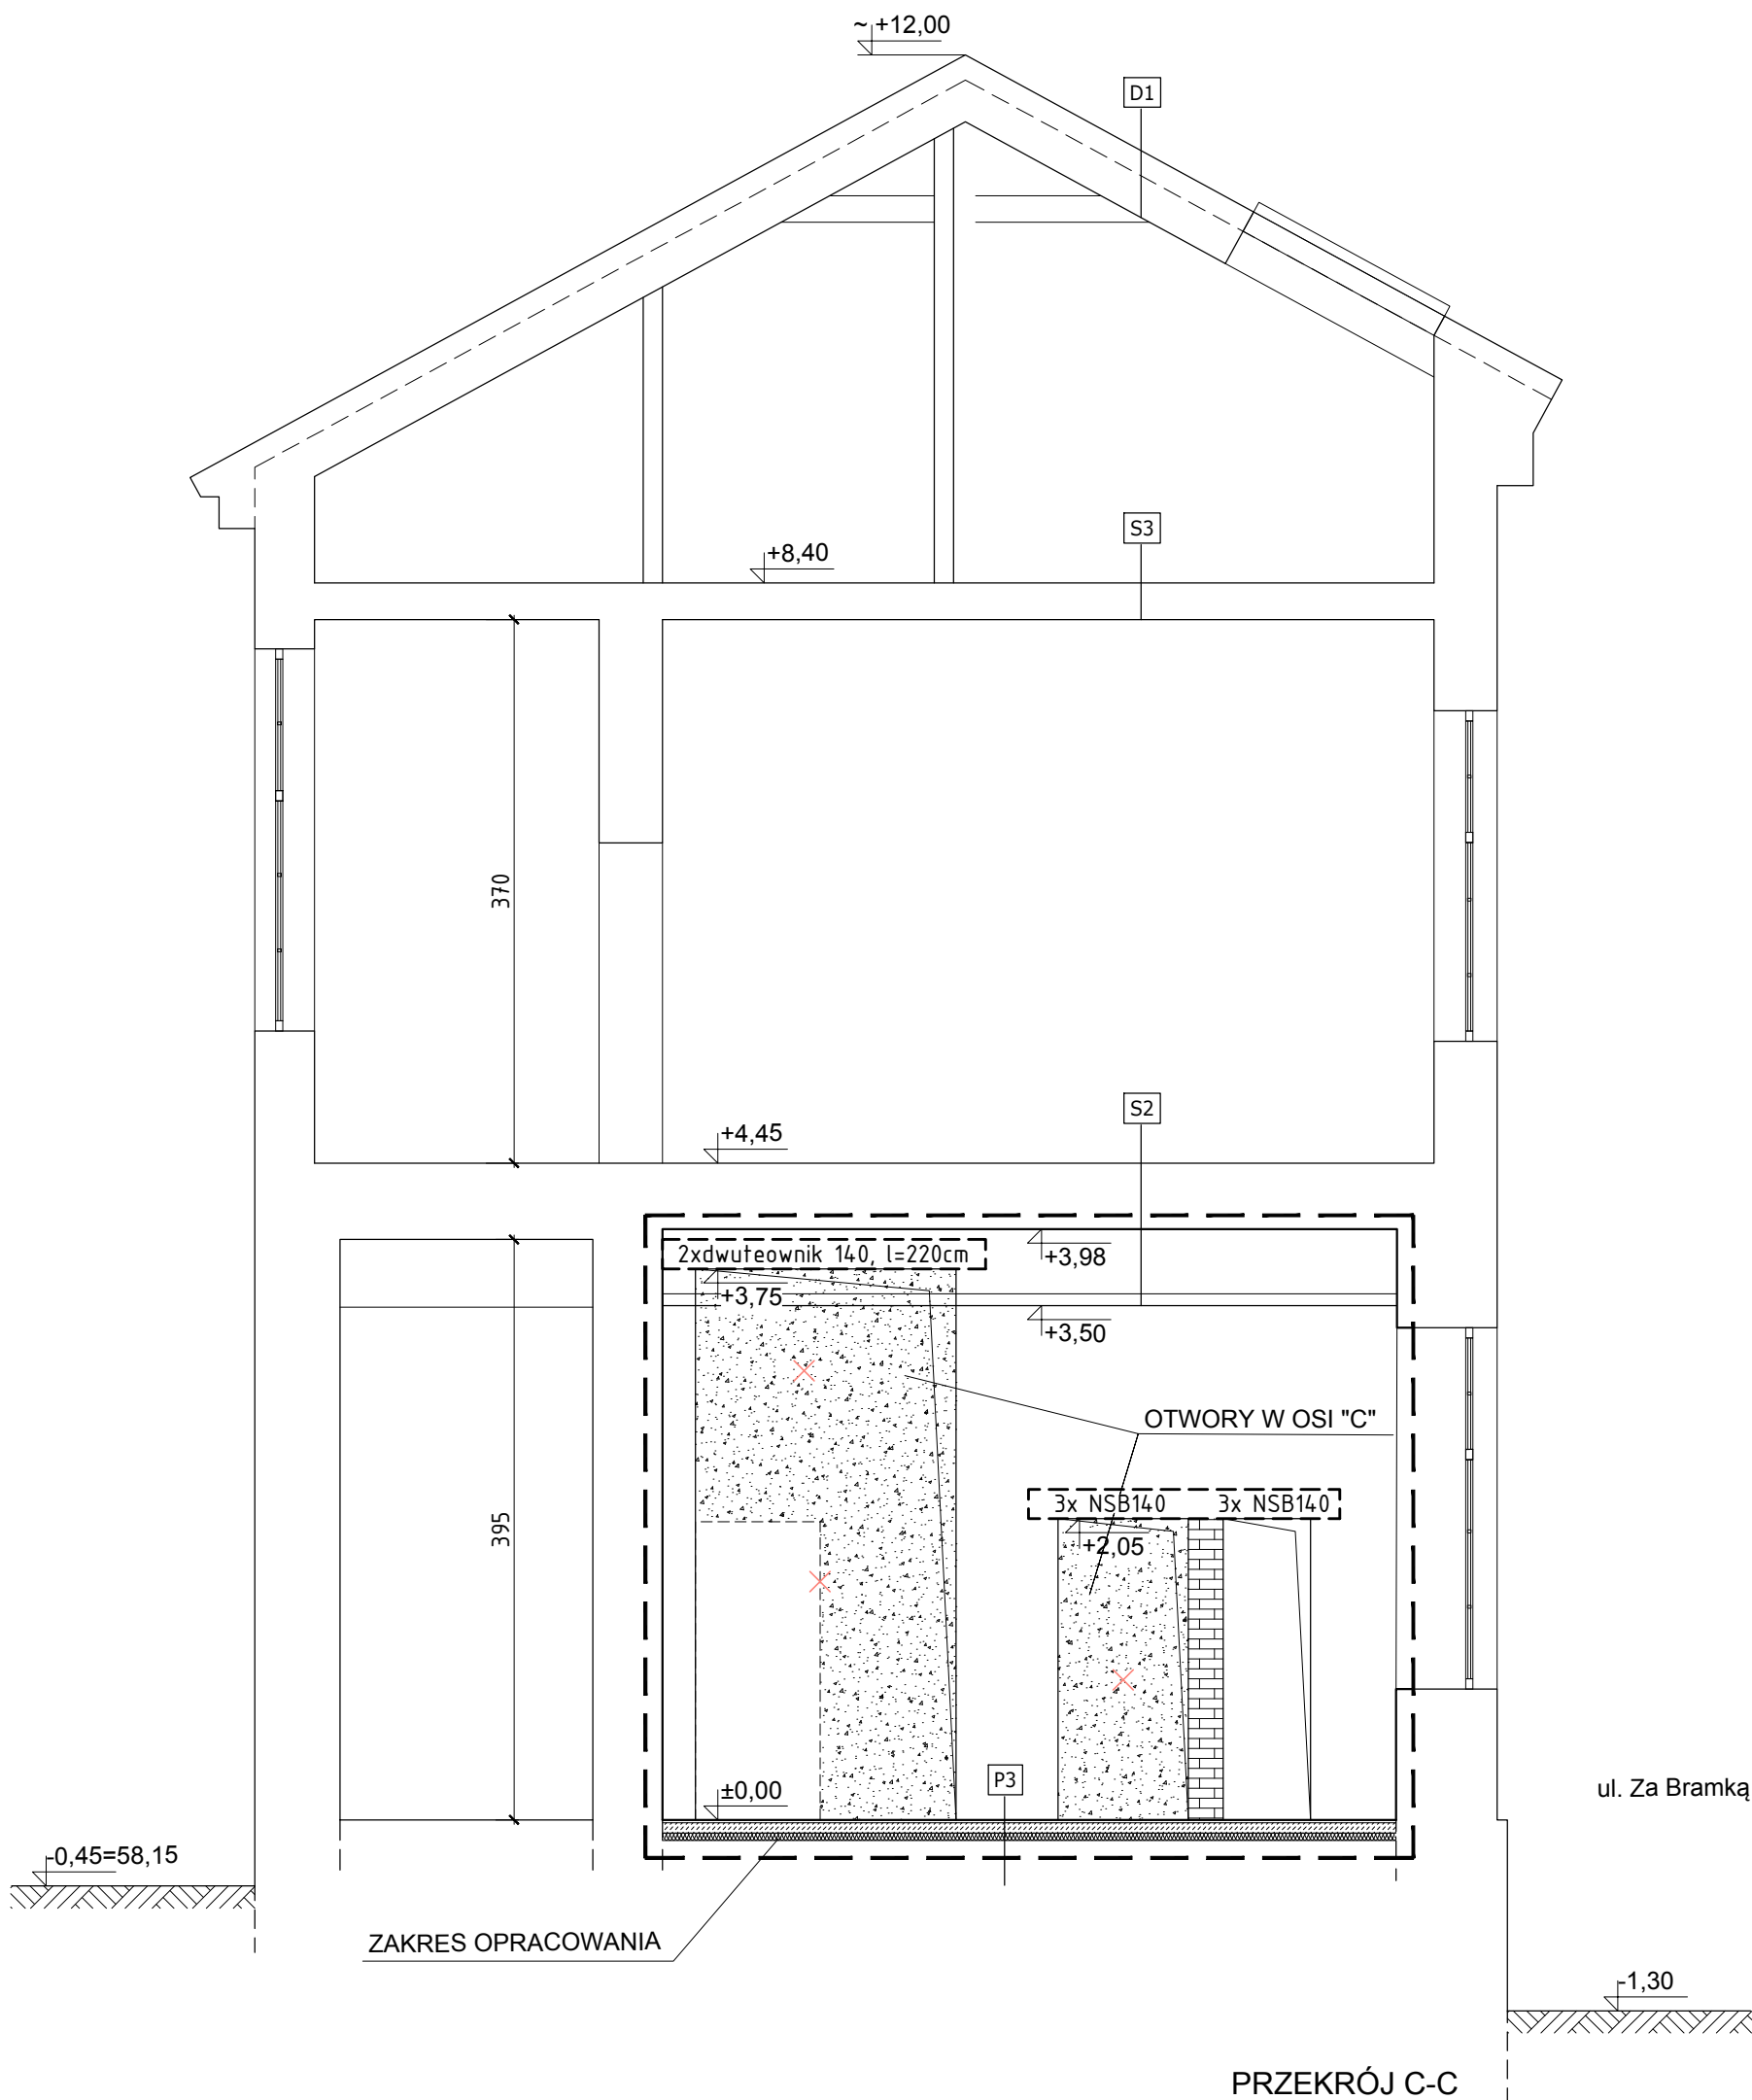 ~ +12,00
D1
S3
+8,40
370
S2
+4,45
2xdwuteownik 140, l=220cm
+3,98
+3,75
+3,50
OTWORY W OSI "C"
3x NSB140
3x NSB140
+2,05
395
P3
±0,00
ul. Za Bramką
-0,45=58,15
ZAKRES OPRACOWANIA
-1,30
PRZEKRÓJ C-C